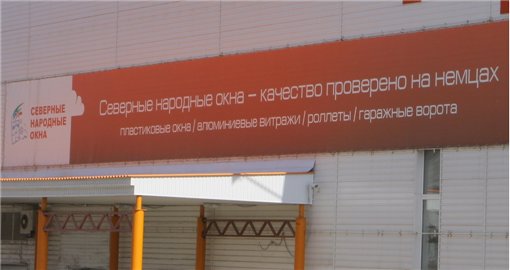 СЕВЕРНЫЕ
НАРОДНЫЕ
ОКНА
Северные народные окна – качество проверено на немцах
пластиковые окна / алюминиевые витражи / роллеты / гаражные ворота